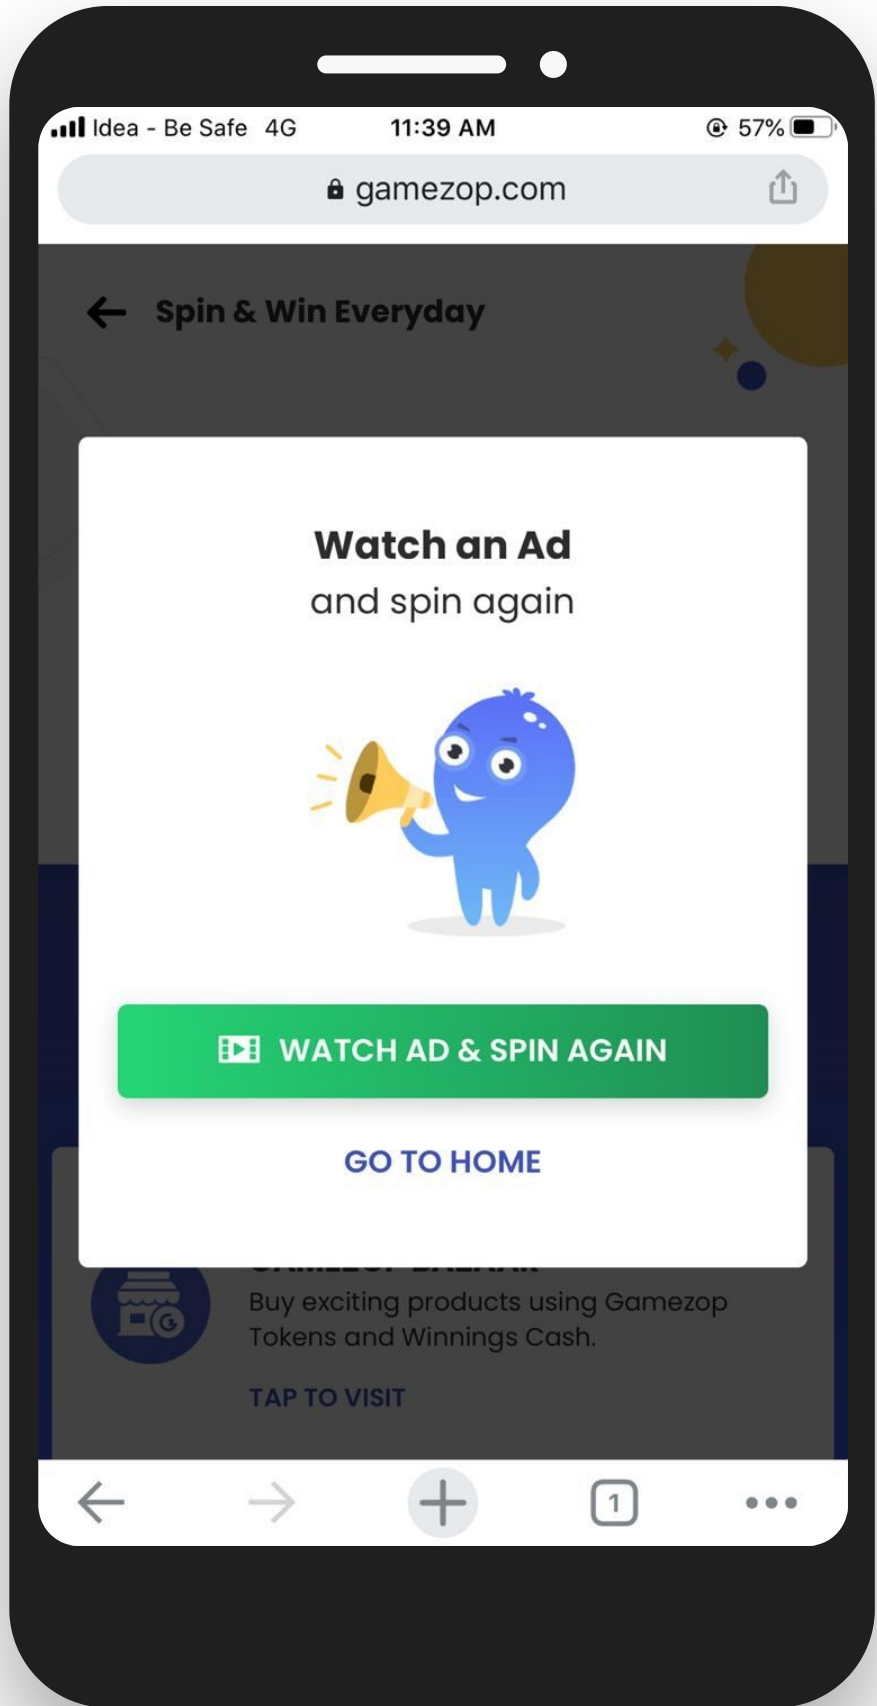 Idea - Be Safe 4G 11:39 AM 57%
gamezop.com
Spin & Win Everyday
Watch an Ad
and spin again
WATCH AD & SPIN AGAIN
GO TO HOME
Buy exciting products using Gamezop
Tokens and Winnings Cash.
TAP TO VISIT
1